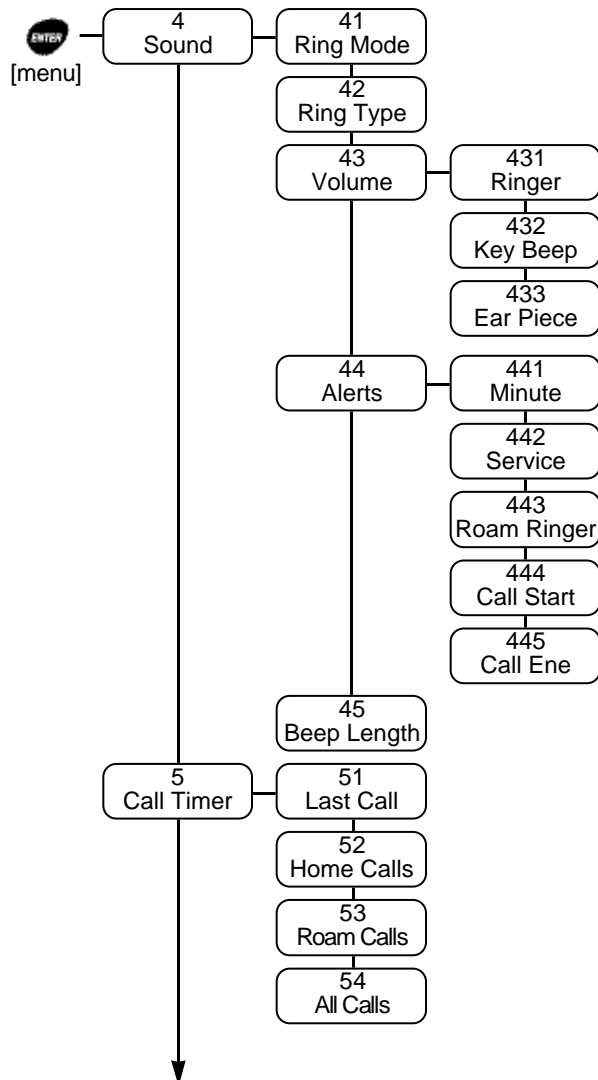 4
Sound
41
Ring Mode
ENTER
[menu]
42
Ring Type
43
Volume
431
Ringer
432
Key Beep
433
Ear Piece
44
Alerts
441
Minute
442
Service
443
Roam Ringer
444
Call Start
445
Call Ene
45
Beep Length
5
Call Timer
51
Last Call
52
Home Calls
53
Roam Calls
54
All Calls